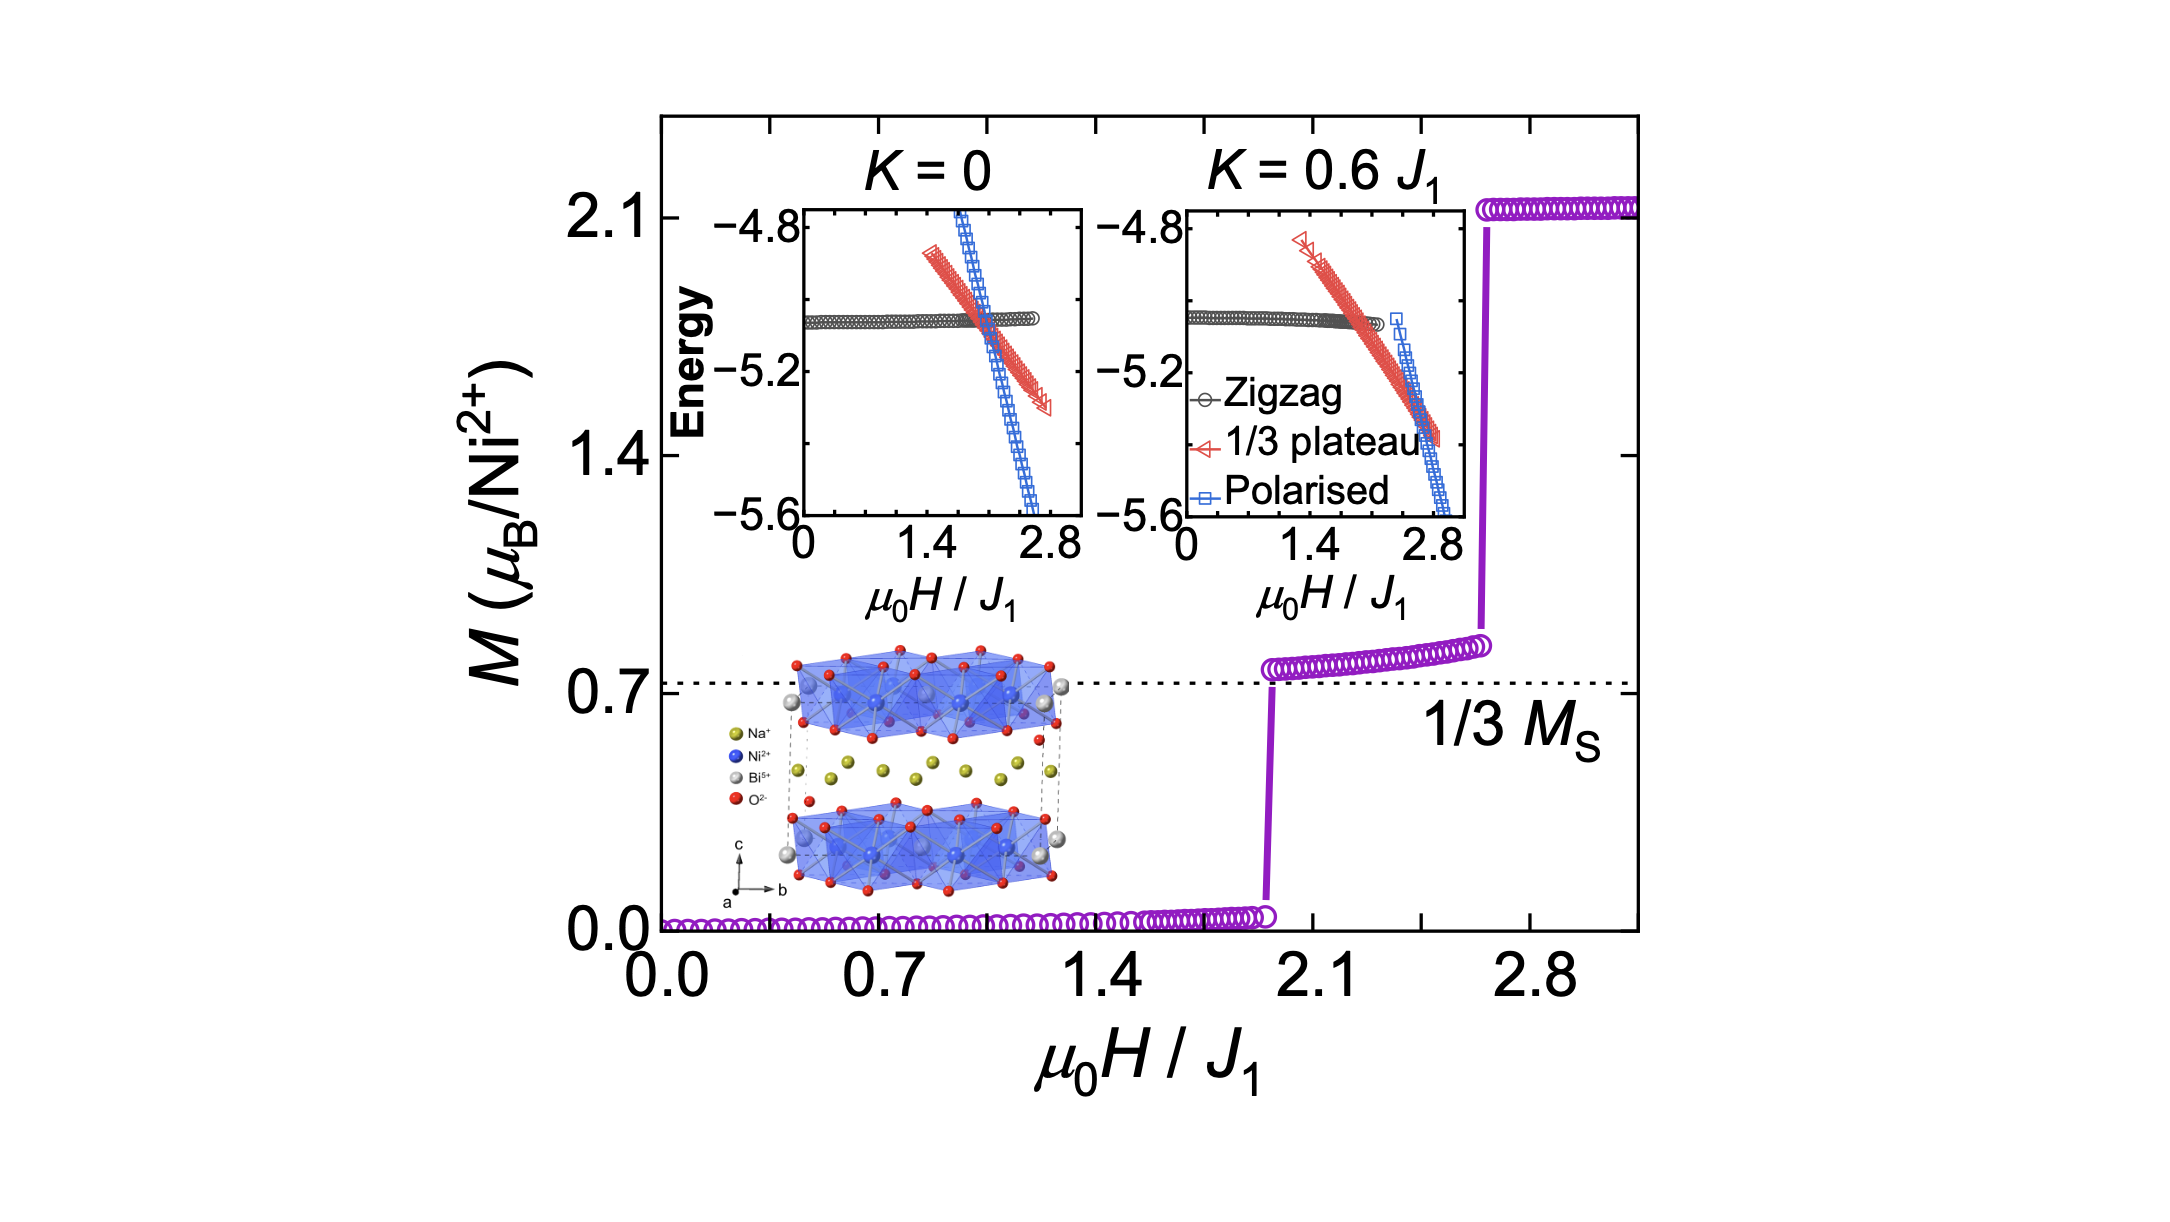 K = 0
K = 0.6 J1
2.1
1.4
0.7
0.0
M (μB/Ni2+)
−4.8
−5.2
−5.6
Energy
0
1.4
2.8
μ0H / J1
−4.8
−5.2
−5.6
Zigzag
1/3 plateau
Polarised
0
1.4
2.8
μ0H / J1
1/3 MS
Na+
Ni2+
Bi5+
O2-
c
b
a
0.0
0.7
1.4
2.1
2.8
μ0H / J1